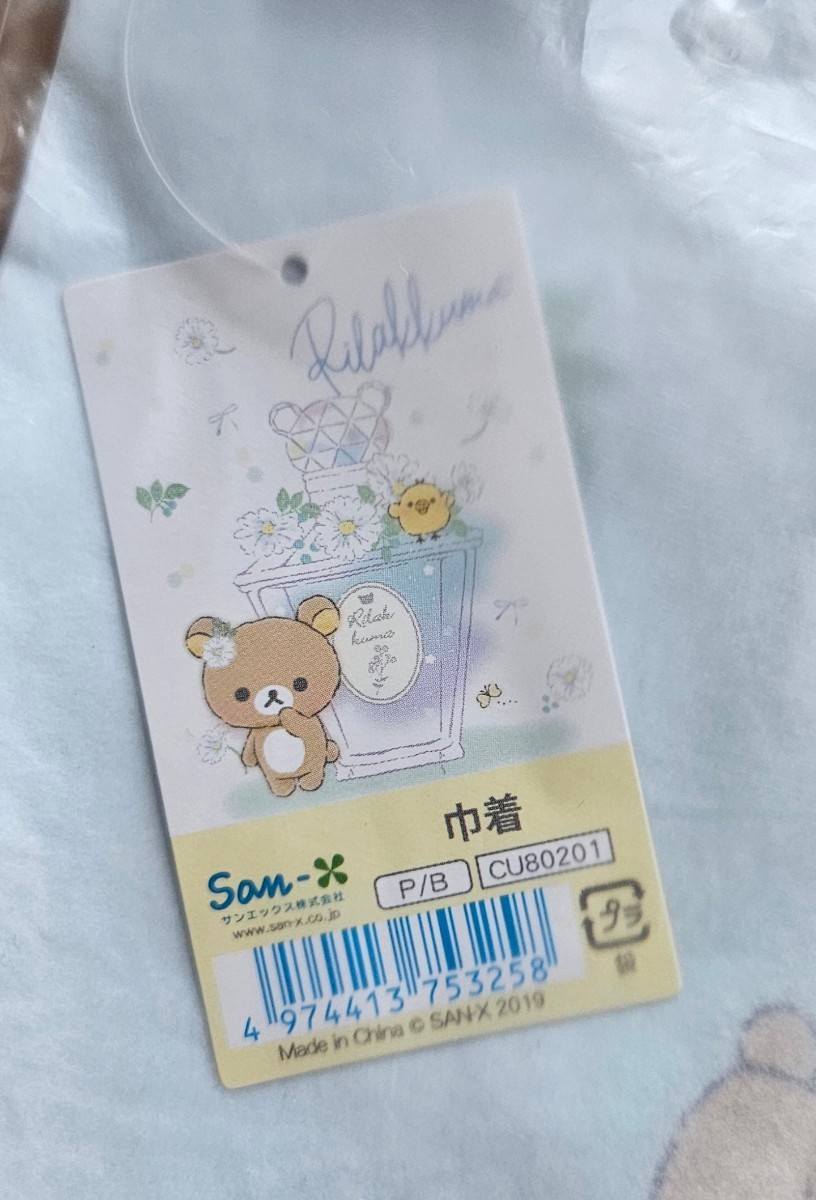 Rilakkuma
Rilak
kuma
巾着
San-X
サンエックス株式会社
www.san-x.co.jp
P/B
CU80201
プラ
袋
4 974413 753258
Made in China © SAN-X 2019